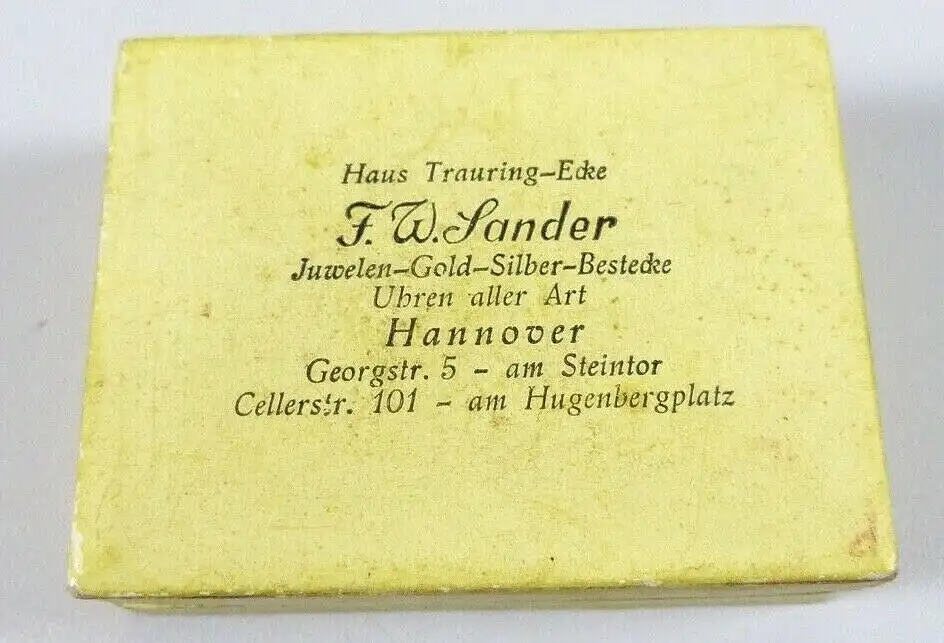 Haus Trauring-Ecke
F. W. Sander
Juwelen-Gold-Silber-Bestecke
Uhren aller Art
Hannover
Georgstr. 5 - am Steintor
Cellerstr. 101 - am Hugenbergplatz